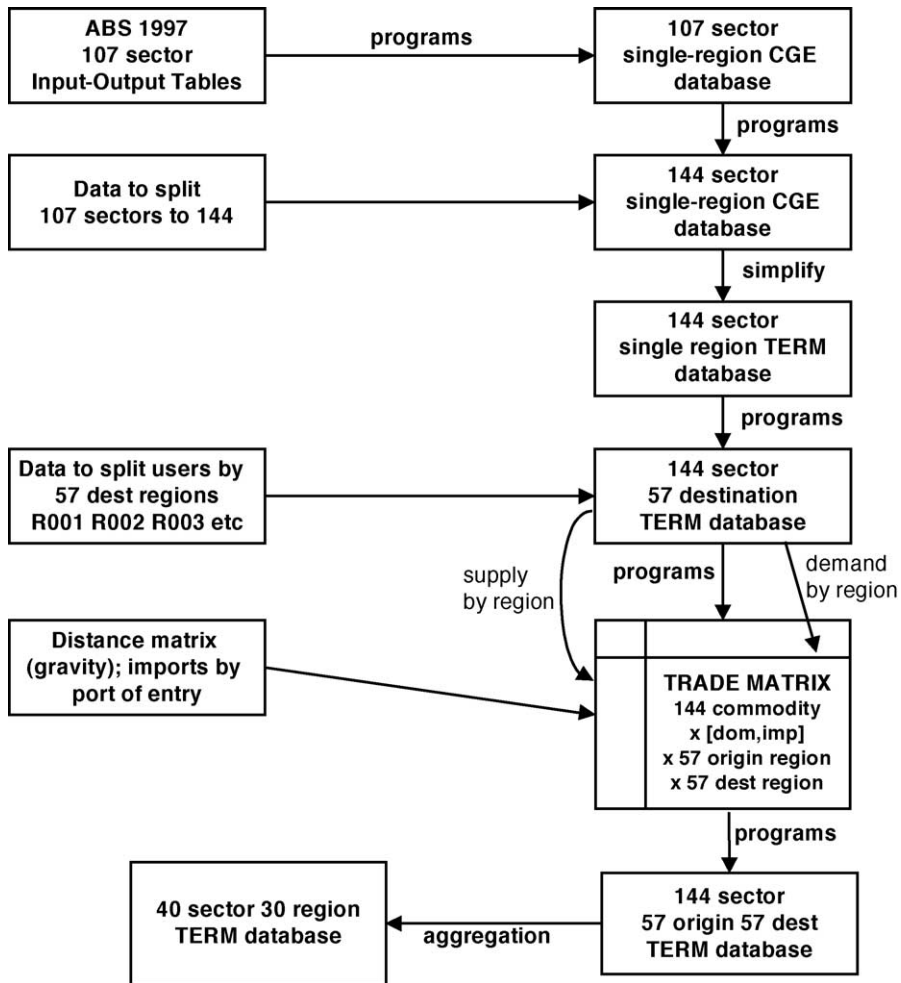 ABS 1997
107 sector
Input-Output Tables
programs
107 sector
single-region CGE
database
programs
Data to split
107 sectors to 144
144 sector
single-region CGE
database
simplify
144 sector
single region TERM
database
programs
Data to split users by
57 dest regions
R001 R002 R003 etc
144 sector
57 destination
TERM database
supply
by region
programs
demand
by region
Distance matrix
(gravity); imports by
port of entry
TRADE MATRIX
144 commodity
x [dom,imp]
x 57 origin region
x 57 dest region
programs
40 sector 30 region
TERM database
aggregation
144 sector
57 origin 57 dest
TERM database